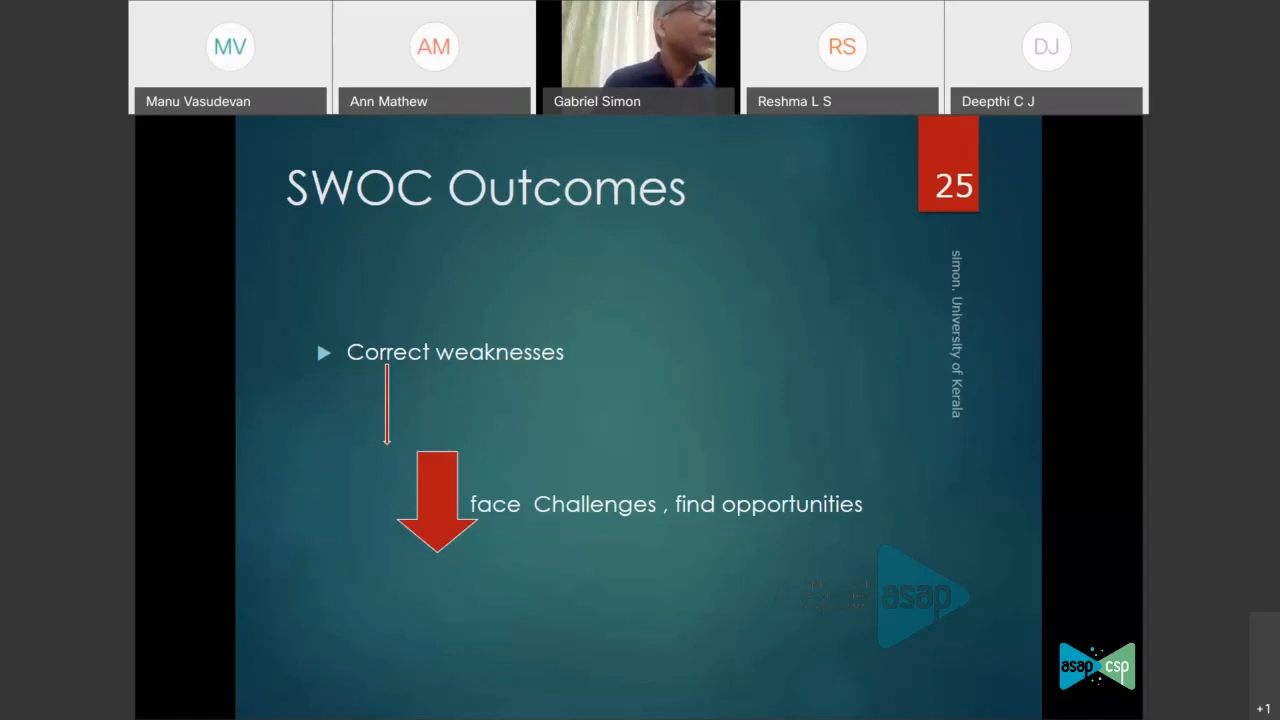 MV
AM
RS
DJ
Manu Vasudevan
Ann Mathew
Gabriel Simon
Reshma L S
Deepthi C J
SWOC Outcomes
25
simon. University of Kerala
Correct weaknesses
face Challenges , find opportunities
asap
asap csp
+1